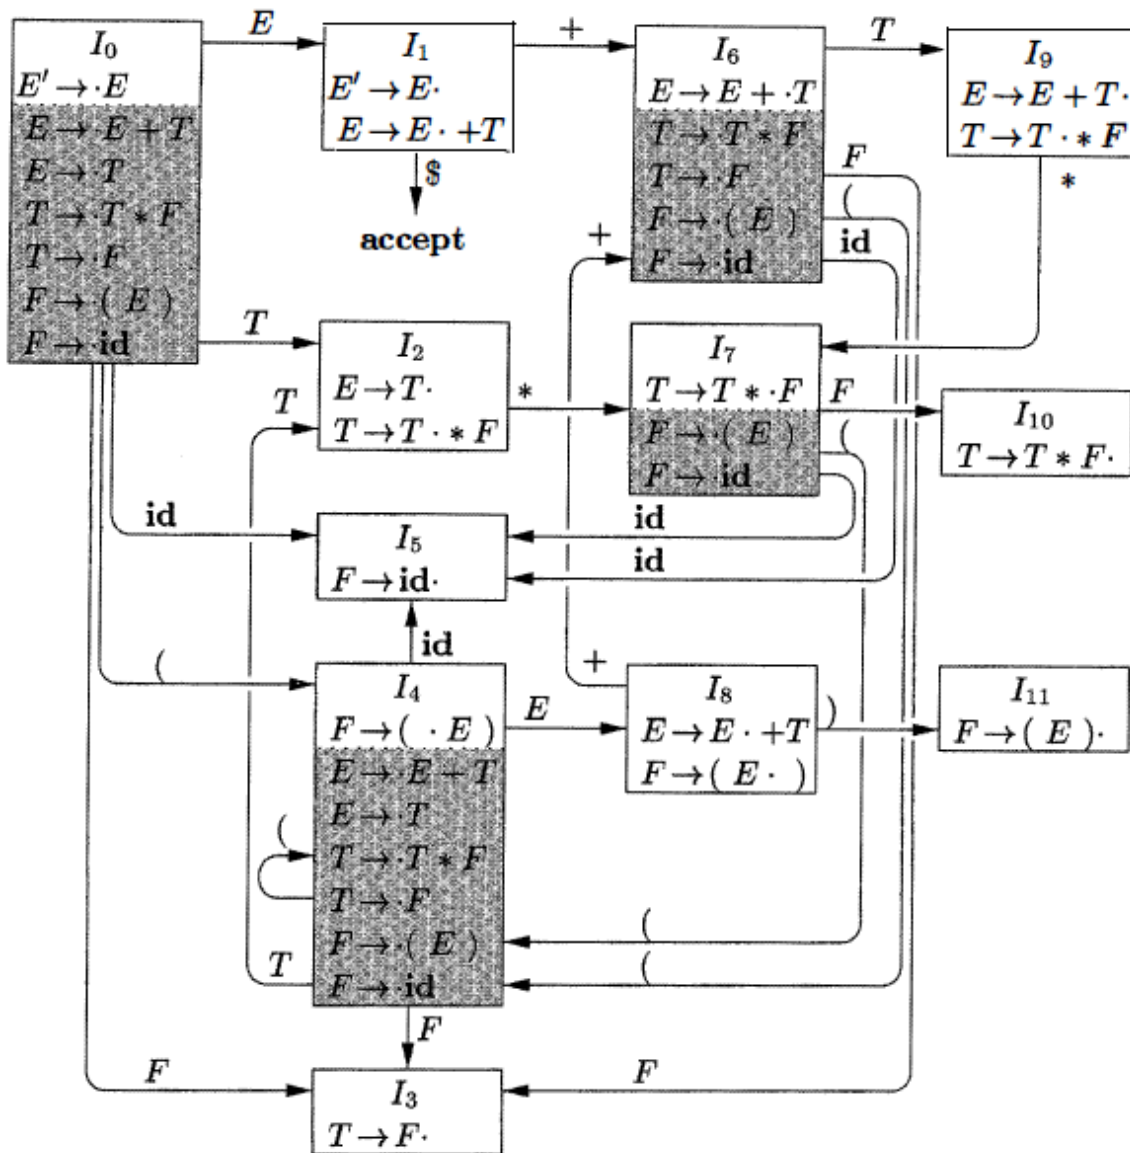 I₀
E′ → ·E
E → ·E + T
E → ·T
T → ·T * F
T → ·F
F → ·( E )
F → ·id
E
I₁
E′ → E·
E → E· +T
$
accept
+
I₆
E → E + ·T
T → ·T * F
T → ·F
F → ·( E )
F → ·id
T
I₉
E → E + T·
T → T· * F
*
F
(
id
+
T
I₂
E → T·
T → T· * F
T
*
I₇
T → T * ·F
F → ·( E )
F → ·id
F
(
I₁₀
T → T * F·
id
I₅
F → id·
id
id
id
(
I₄
F → ( · E )
E → ·E + T
E → ·T
T → ·T * F
T → ·F
F → ·( E )
F → ·id
(
T
E
+
I₈
E → E· +T
F → ( E· )
)
I₁₁
F → ( E )·
(
(
F
F
F
I₃
T → F·